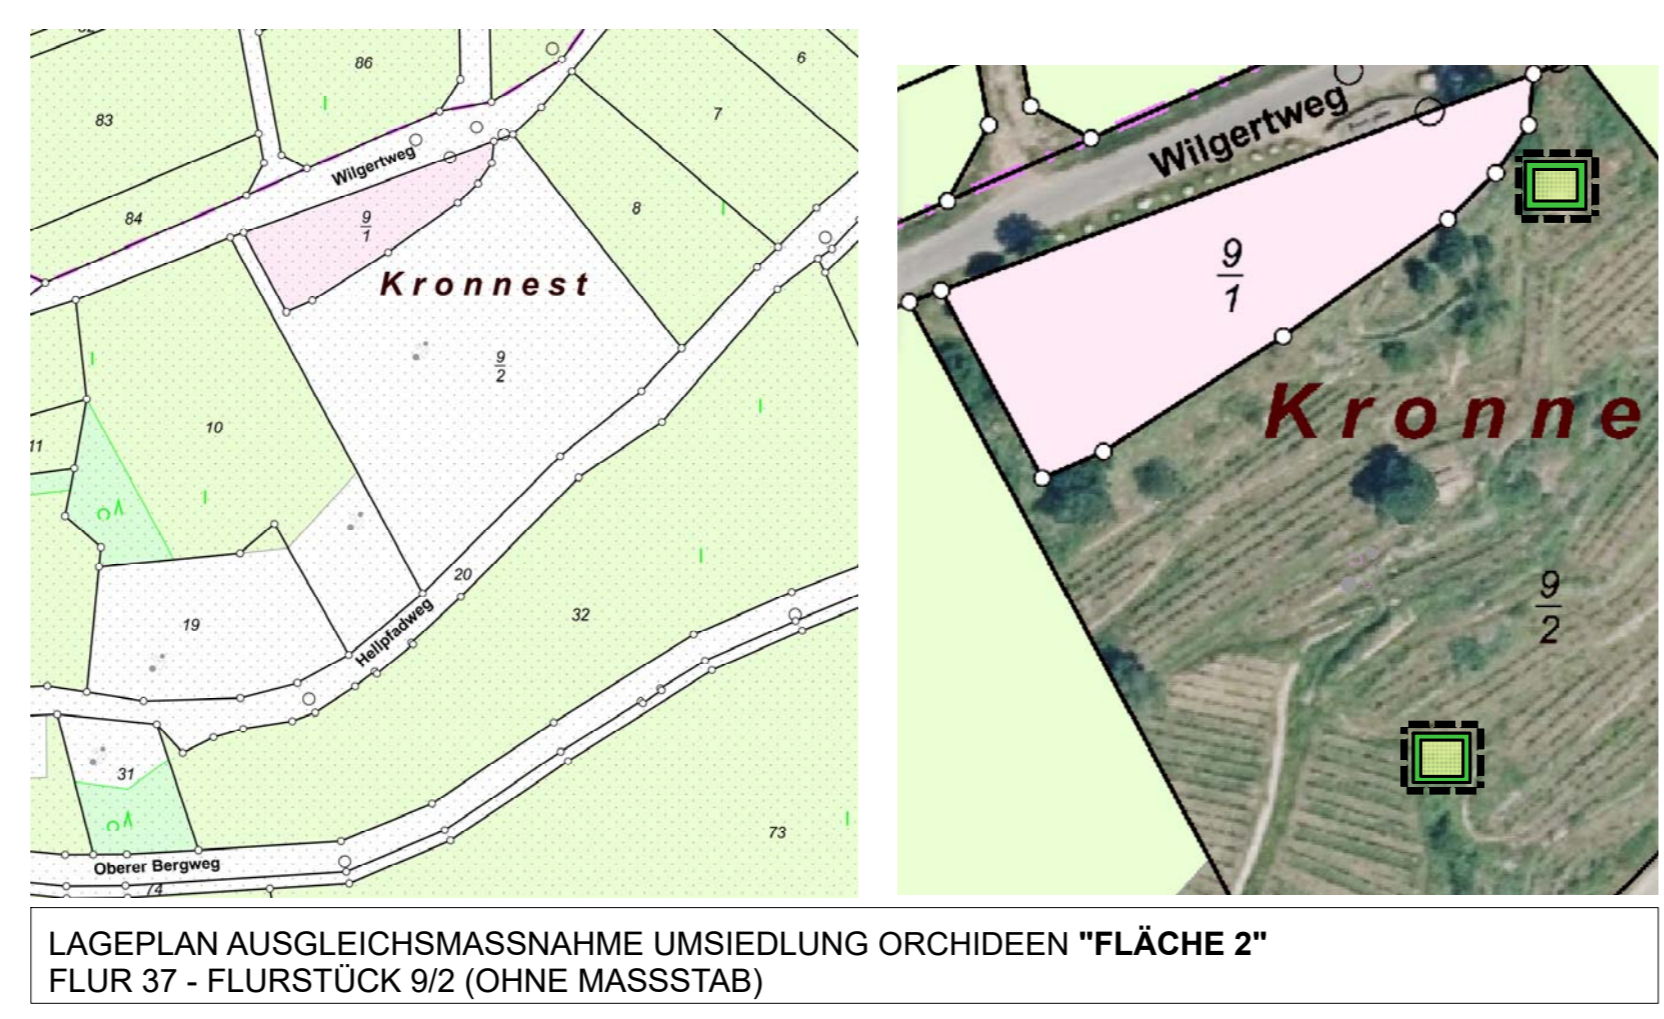 86
6
83
7
Wilgertweg
84
9
1
8
Kronnest
9
2
10
11
20
19
32
Hellpfadweg
31
73
Oberer Bergweg
74
Wilgertweg
9
1
Kronne
9
2
LAGEPLAN AUSGLEICHSMASSNAHME UMSIEDLUNG ORCHIDEEN "FLÄCHE 2"
FLUR 37 - FLURSTÜCK 9/2 (OHNE MASSSTAB)